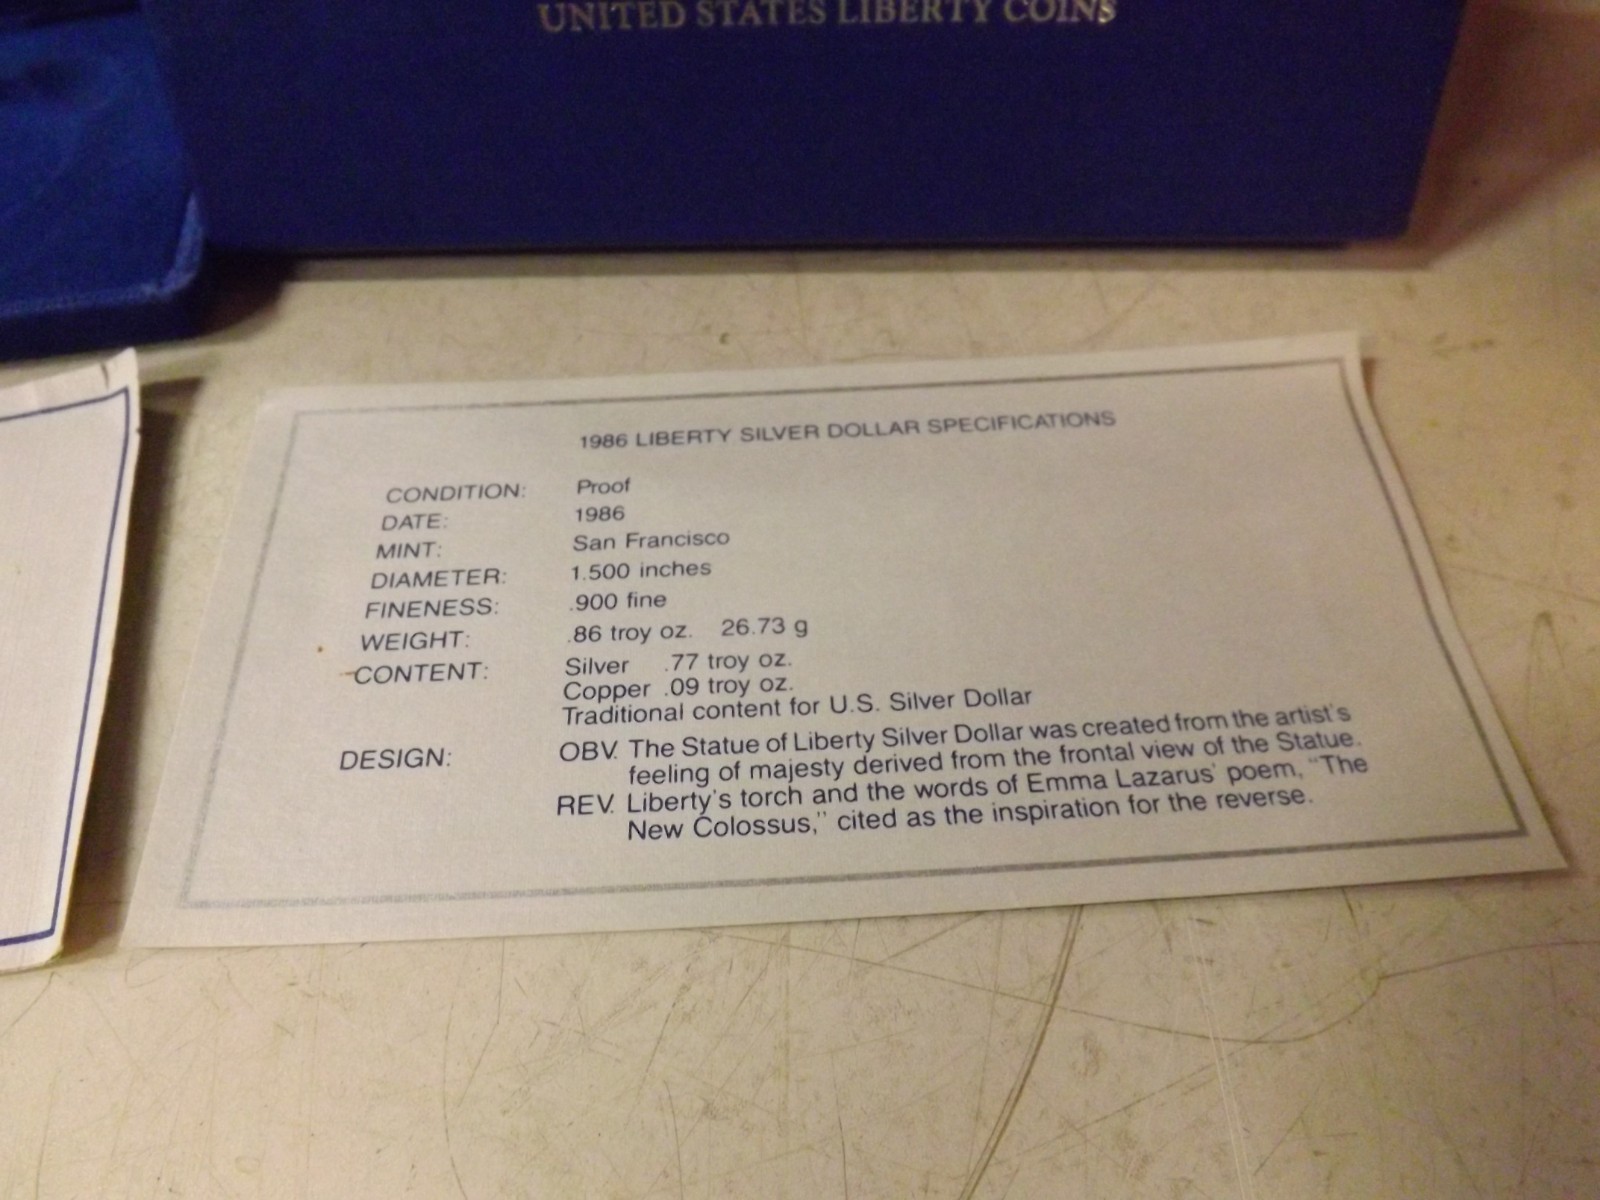 UNITED STATES LIBERTY COINS
1986 LIBERTY SILVER DOLLAR SPECIFICATIONS
CONDITION: Proof
DATE: 1986
MINT: San Francisco
DIAMETER: 1.500 inches
FINENESS: .900 fine
WEIGHT: .86 troy oz. 26.73 g
CONTENT: Silver .77 troy oz.
Copper .09 troy oz.
Traditional content for U.S. Silver Dollar
DESIGN: OBV. The Statue of Liberty Silver Dollar was created from the artist's
feeling of majesty derived from the frontal view of the Statue.
REV. Liberty's torch and the words of Emma Lazarus' poem, "The
New Colossus," cited as the inspiration for the reverse.